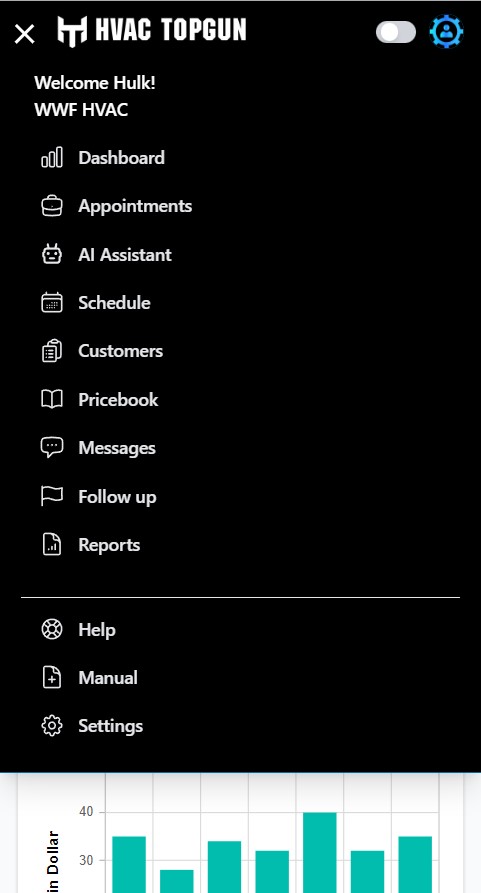 HVAC TOPGUN
Welcome Hulk!
WWF HVAC
Dashboard
Appointments
AI Assistant
Schedule
Customers
Pricebook
Messages
Follow up
Reports
Help
Manual
Settings
40
30
in Dollar